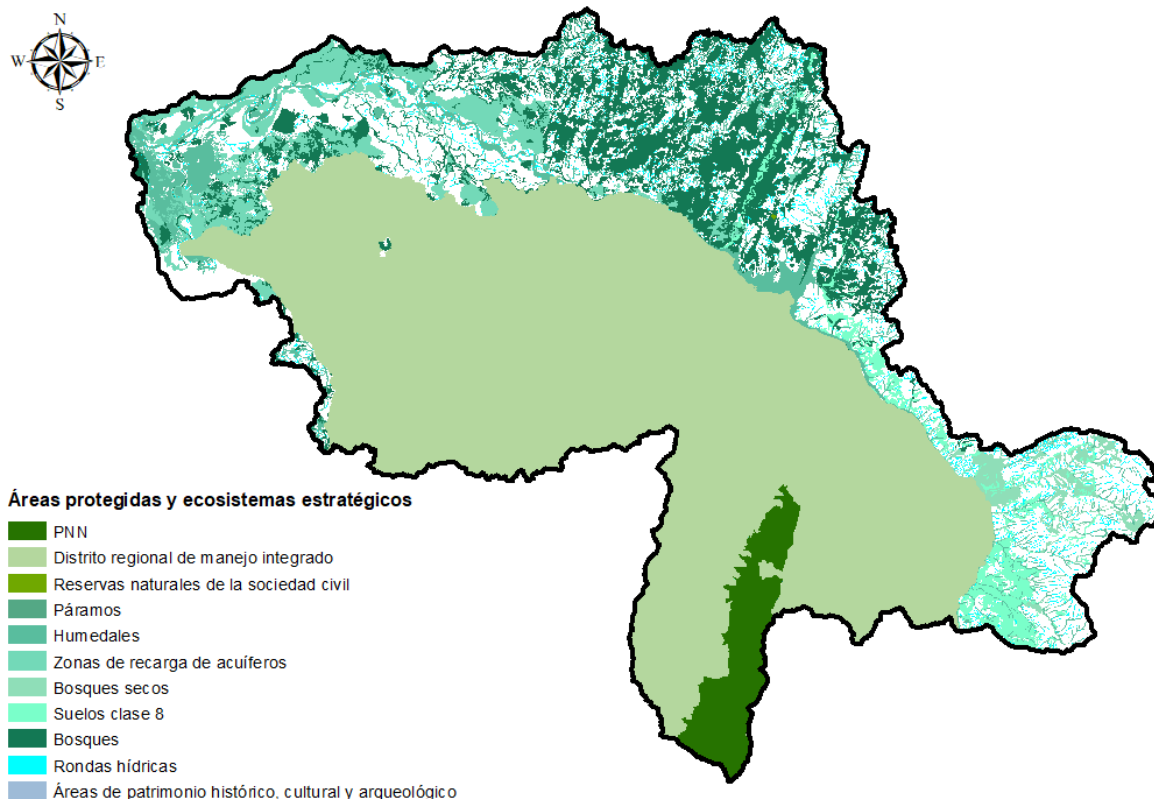 N
W E
S
Áreas protegidas y ecosistemas estratégicos
PNN
Distrito regional de manejo integrado
Reservas naturales de la sociedad civil
Páramos
Humedales
Zonas de recarga de acuíferos
Bosques secos
Suelos clase 8
Bosques
Rondas hídricas
Áreas de patrimonio histórico, cultural y arqueológico